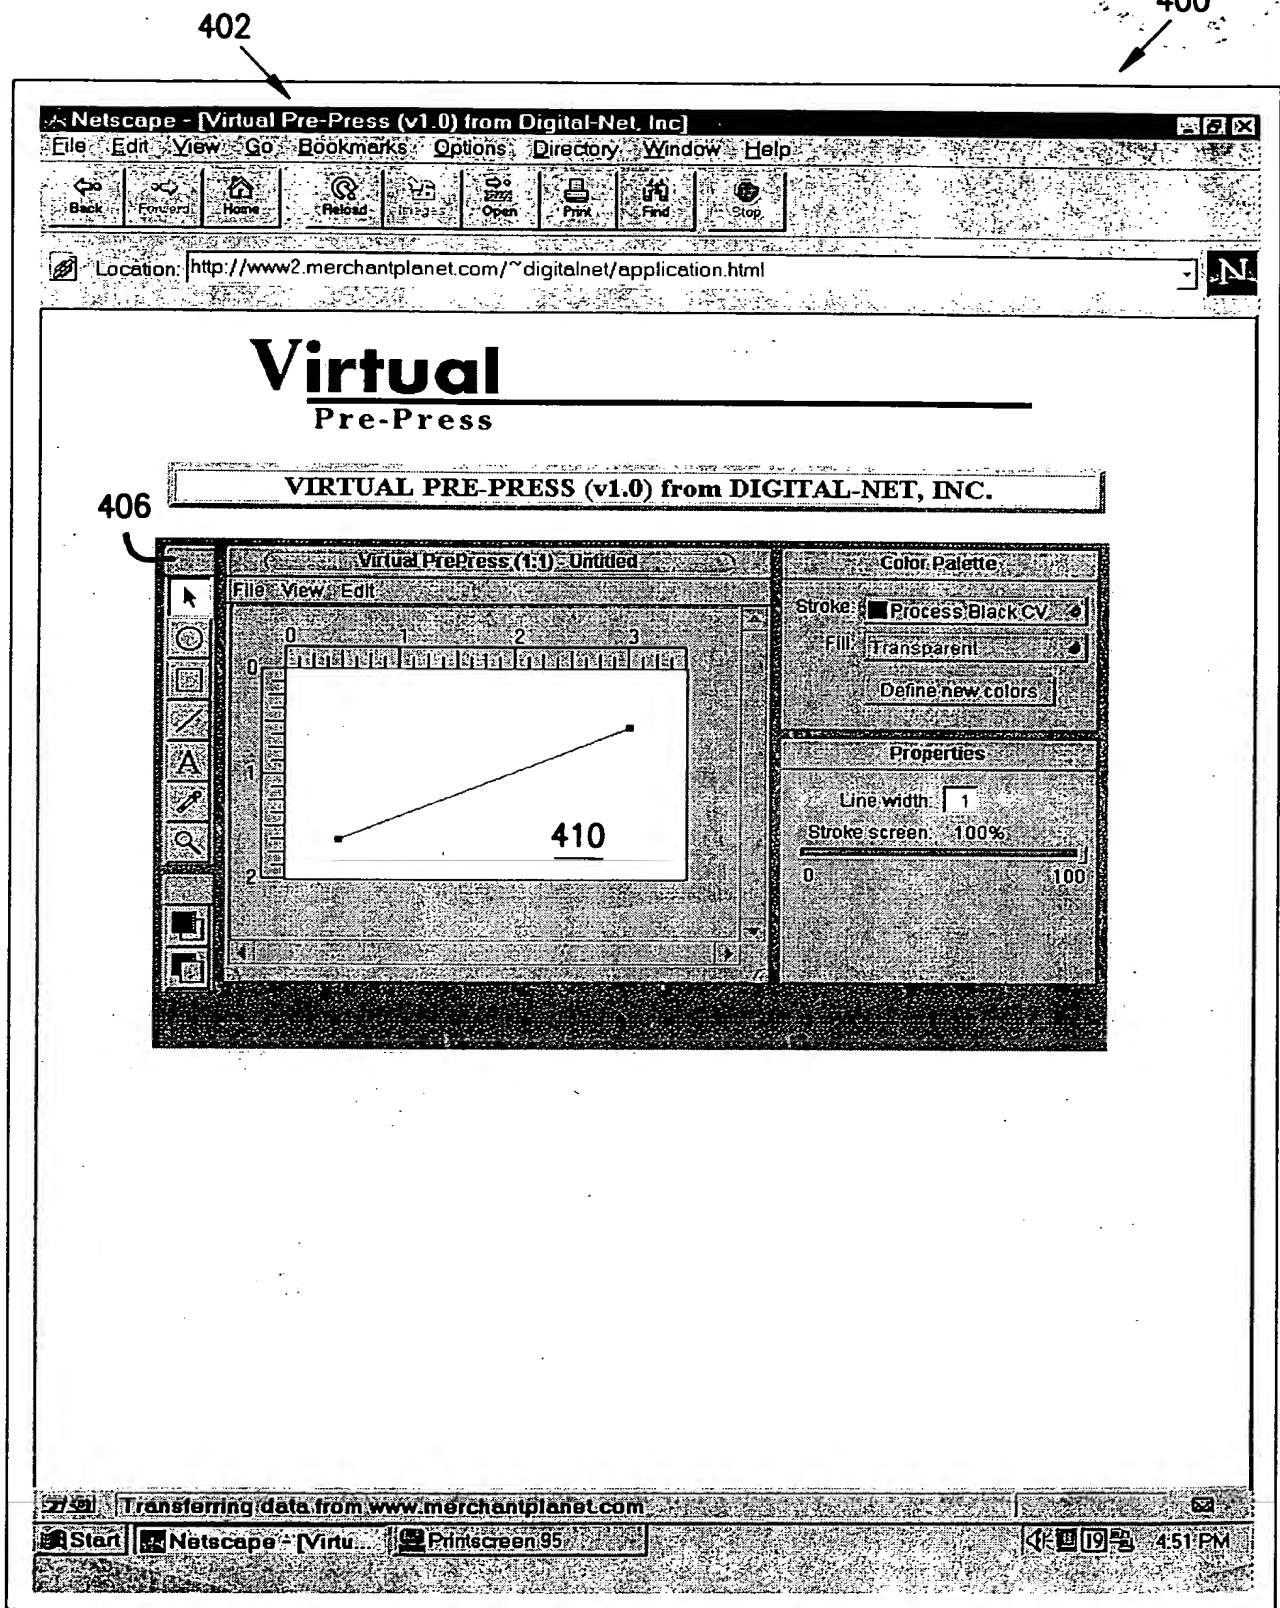 400
402
Netscape - [Virtual Pre-Press (v1.0) from Digital-Net, Inc]
File Edit View Go Bookmarks Options Directory Window Help
Back Forward Home Reload Images Open Print Find Stop
Location: http://www2.merchantplanet.com/~digitalnet/application.html
N
Virtual
Pre-Press
VIRTUAL PRE-PRESS (v1.0) from DIGITAL-NET, INC.
406
Virtual PrePress (1:1) - Untitled
File View Edit
0 1 2 3
0
1
2
A
410
Color Palette
Stroke: Process Black CV
Fill: Transparent
Define new colors
Properties
Line width: 1
Stroke screen: 100%
0 100
Transferring data from www.merchantplanet.com
Start Netscape - [Virtu... Printscreen 95 19 4:51 PM